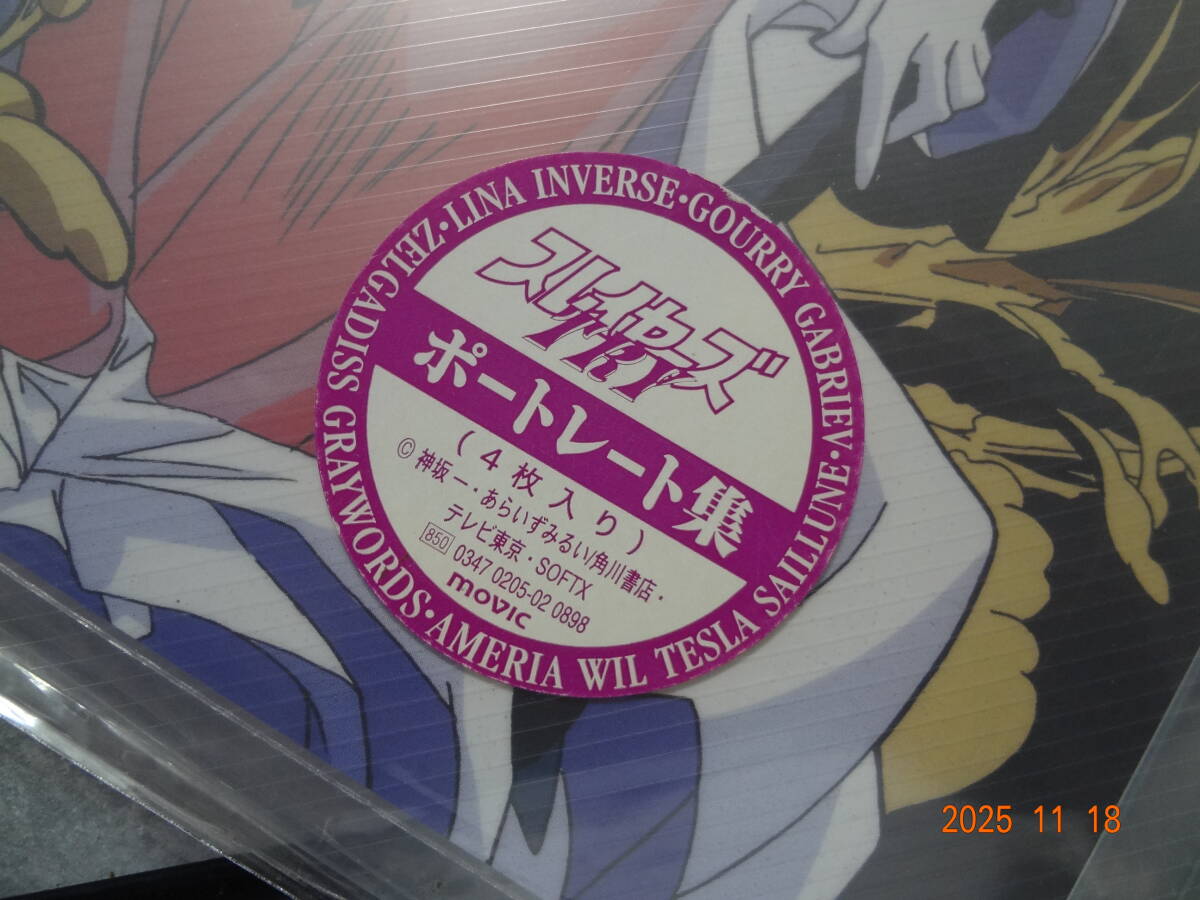 LINA INVERSE・GOURRY GABRIEV・
AMERIA WIL TESLA SAILLUNE・
ZELGADISS GRAYWORDS・
スレイヤーズ
TRY
ポートレート集
(4枚入り)
© 神坂一・あらいずみるい/角川書店・
テレビ東京・SOFTX
850 0347 0205-02 0898
movic
2025 11 18